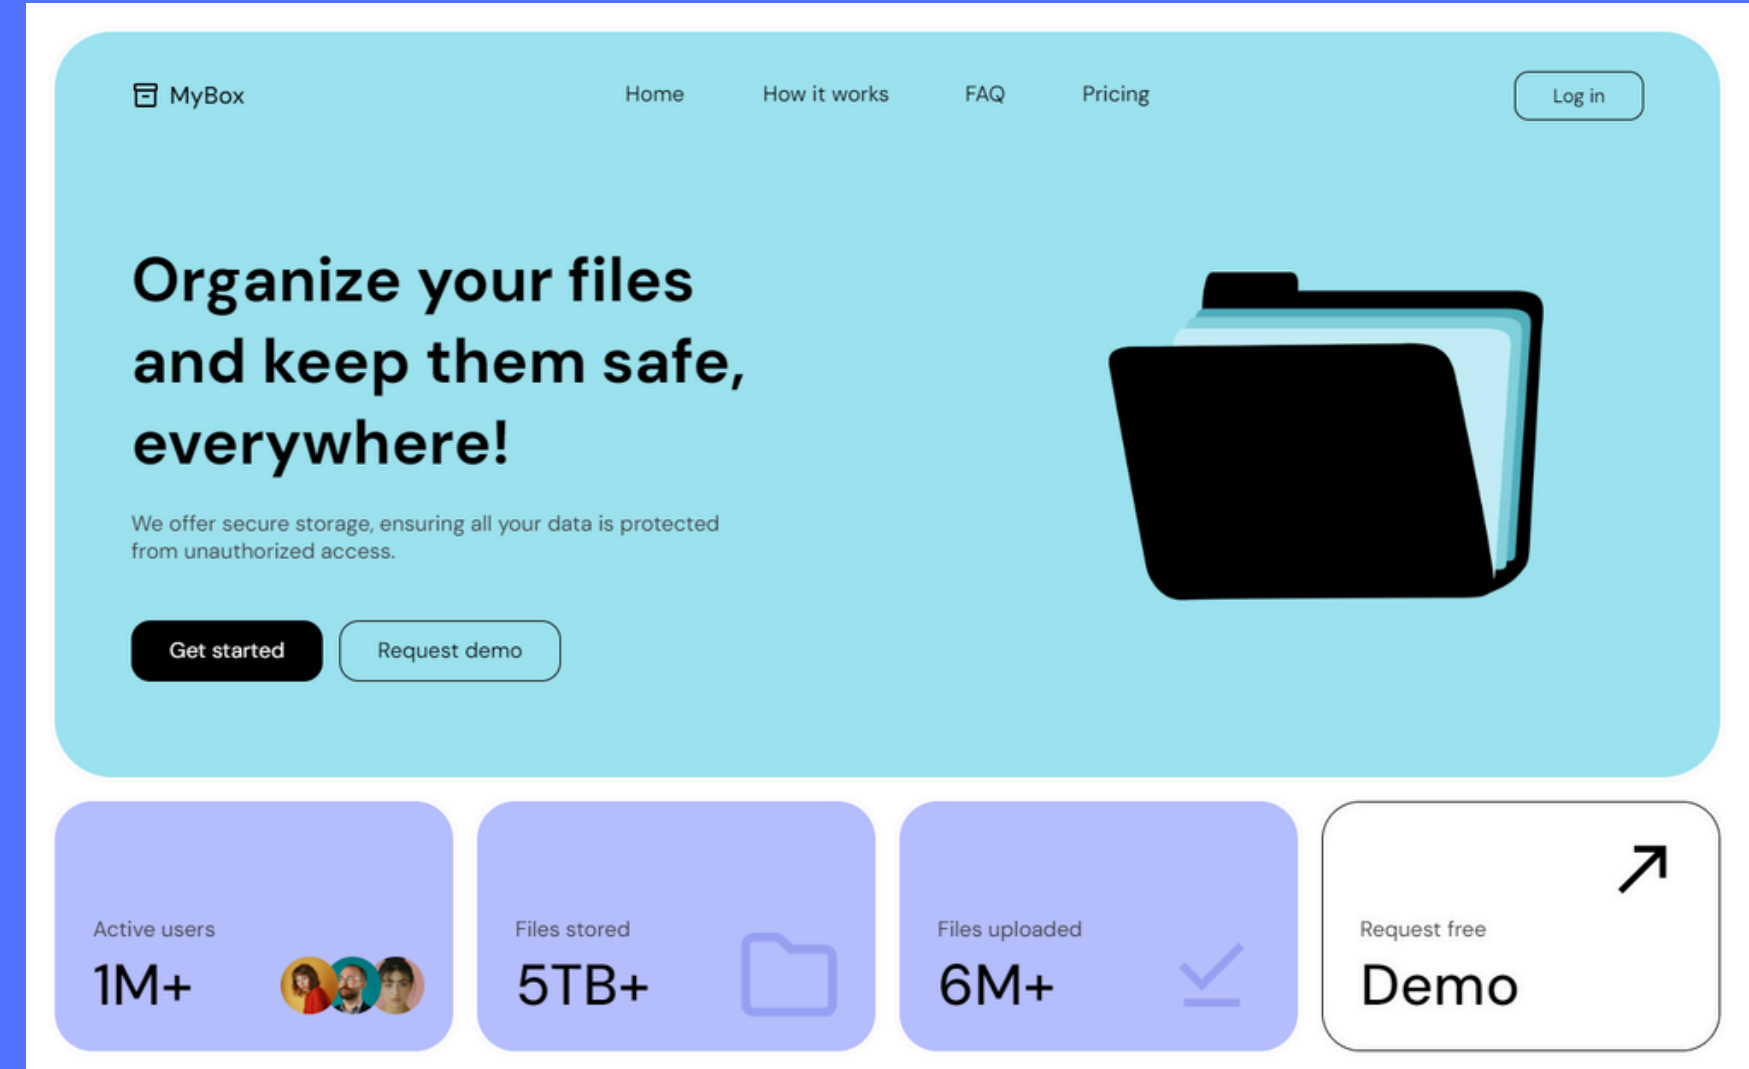 MyBox
Home
How it works
FAQ
Pricing
Log in
Organize your files
and keep them safe,
everywhere!
We offer secure storage, ensuring all your data is protected
from unauthorized access.
Get started
Request demo
Active users
1M+
Files stored
5TB+
Files uploaded
6M+
Request free
Demo